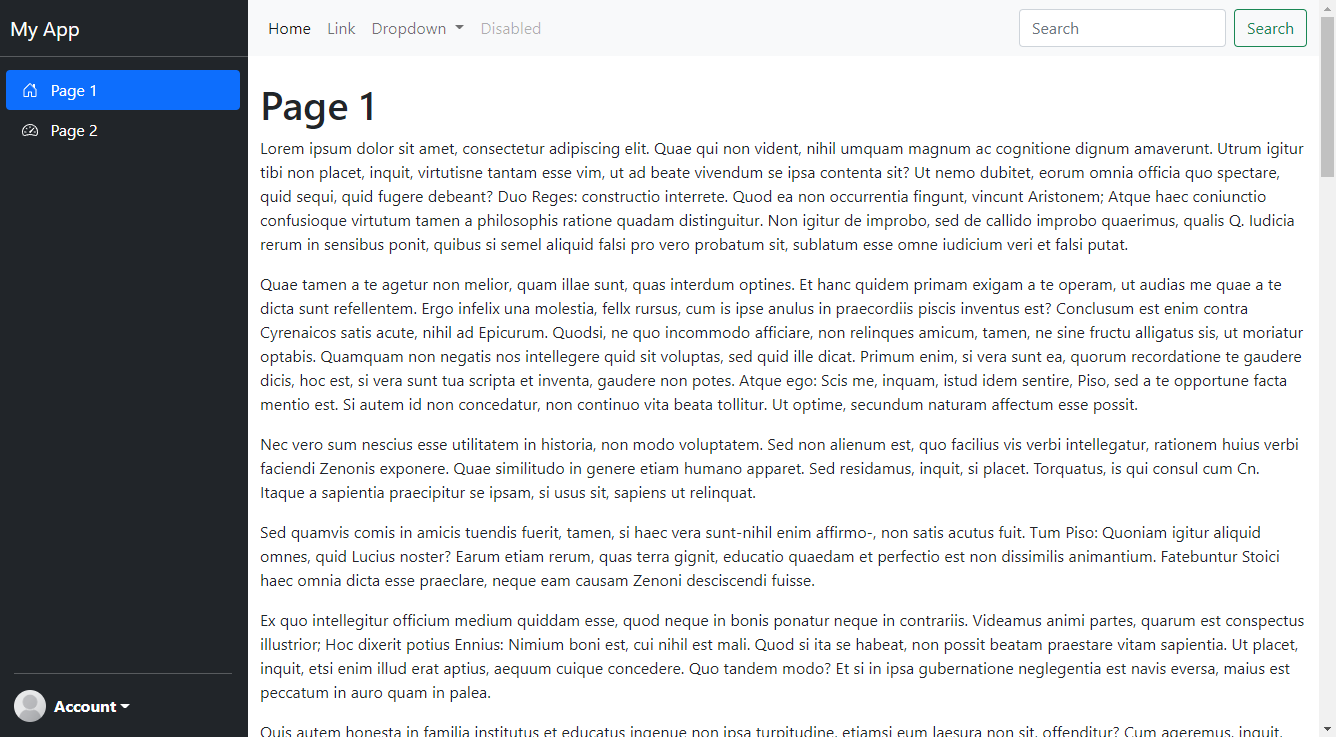 My App
Page 1
Page 2
Account
Home Link Dropdown Disabled Search Search
Page 1
Lorem ipsum dolor sit amet, consectetur adipiscing elit. Quae qui non vident, nihil umquam magnum ac cognitione dignum amaverunt. Utrum igitur
tibi non placet, inquit, virtutisne tantam esse vim, ut ad beate vivendum se ipsa contenta sit? Ut nemo dubitet, eorum omnia officia quo spectare,
quid sequi, quid fugere debeant? Duo Reges: constructio interrete. Quod ea non occurrentia fingunt, vincunt Aristonem; Atque haec coniunctio
confusioque virtutum tamen a philosophis ratione quadam distinguitur. Non igitur de improbo, sed de callido improbo quaerimus, qualis Q. Iudicia
rerum in sensibus ponit, quibus si semel aliquid falsi pro vero probatum sit, sublatum esse omne iudicium veri et falsi putat.
Quae tamen a te agetur non melior, quam illae sunt, quas interdum optines. Et hanc quidem primam exigam a te operam, ut audias me quae a te
dicta sunt refellentem. Ergo infelix una molestia, fellx rursus, cum is ipse anulus in praecordiis piscis inventus est? Conclusum est enim contra
Cyrenaicos satis acute, nihil ad Epicurum. Quodsi, ne quo incommodo afficiare, non relinques amicum, tamen, ne sine fructu alligatus sis, ut moriatur
optabis. Quamquam non negatis nos intellegere quid sit voluptas, sed quid ille dicat. Primum enim, si vera sunt ea, quorum recordatione te gaudere
dicis, hoc est, si vera sunt tua scripta et inventa, gaudere non potes. Atque ego: Scis me, inquam, istud idem sentire, Piso, sed a te opportune facta
mentio est. Si autem id non concedatur, non continuo vita beata tollitur. Ut optime, secundum naturam affectum esse possit.
Nec vero sum nescius esse utilitatem in historia, non modo voluptatem. Sed non alienum est, quo facilius vis verbi intellegatur, rationem huius verbi
faciendi Zenonis exponere. Quae similitudo in genere etiam humano apparet. Sed residamus, inquit, si placet. Torquatus, is qui consul cum Cn.
Itaque a sapientia praecipitur se ipsam, si usus sit, sapiens ut relinquat.
Sed quamvis comis in amicis tuendis fuerit, tamen, si haec vera sunt-nihil enim affirmo-, non satis acutus fuit. Tum Piso: Quoniam igitur aliquid
omnes, quid Lucius noster? Earum etiam rerum, quas terra gignit, educatio quaedam et perfectio est non dissimilis animantium. Fatebuntur Stoici
haec omnia dicta esse praeclare, neque eam causam Zenoni desciscendi fuisse.
Ex quo intellegitur officium medium quiddam esse, quod neque in bonis ponatur neque in contrariis. Videamus animi partes, quarum est conspectus
illustrior; Hoc dixerit potius Ennius: Nimium boni est, cui nihil est mali. Quod si ita se habeat, non possit beatam praestare vitam sapientia. Ut placet,
inquit, etsi enim illud erat aptius, aequum cuique concedere. Quo tandem modo? Et si in ipsa gubernatione neglegentia est navis eversa, maius est
peccatum in auro quam in palea.
Quis autem honesta in familia institutus et educatus ingenue non ipsa turpitudine, etiamsi eum laesura non sit, offenditur? Cum ageremus, inquit,